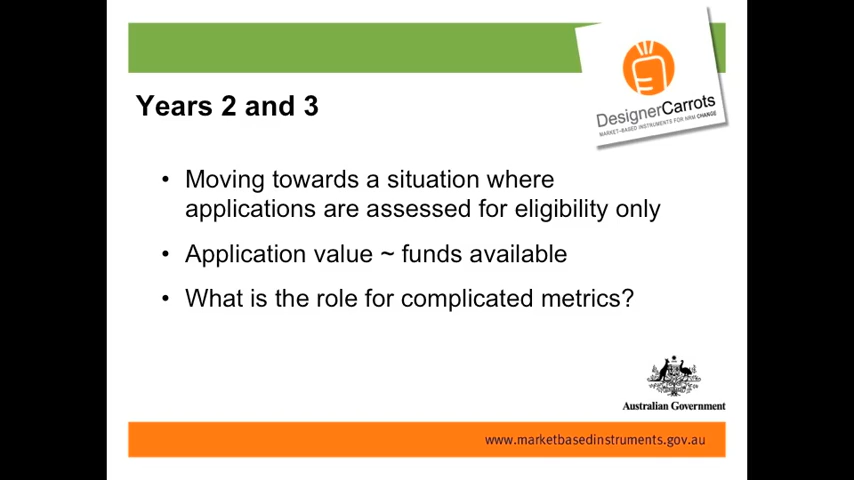 DesignerCarrots
MARKET-BASED INSTRUMENTS FOR NRM CHANGE
Years 2 and 3
• Moving towards a situation where
applications are assessed for eligibility only
• Application value ~ funds available
• What is the role for complicated metrics?
Australian Government
www.marketbasedinstruments.gov.au